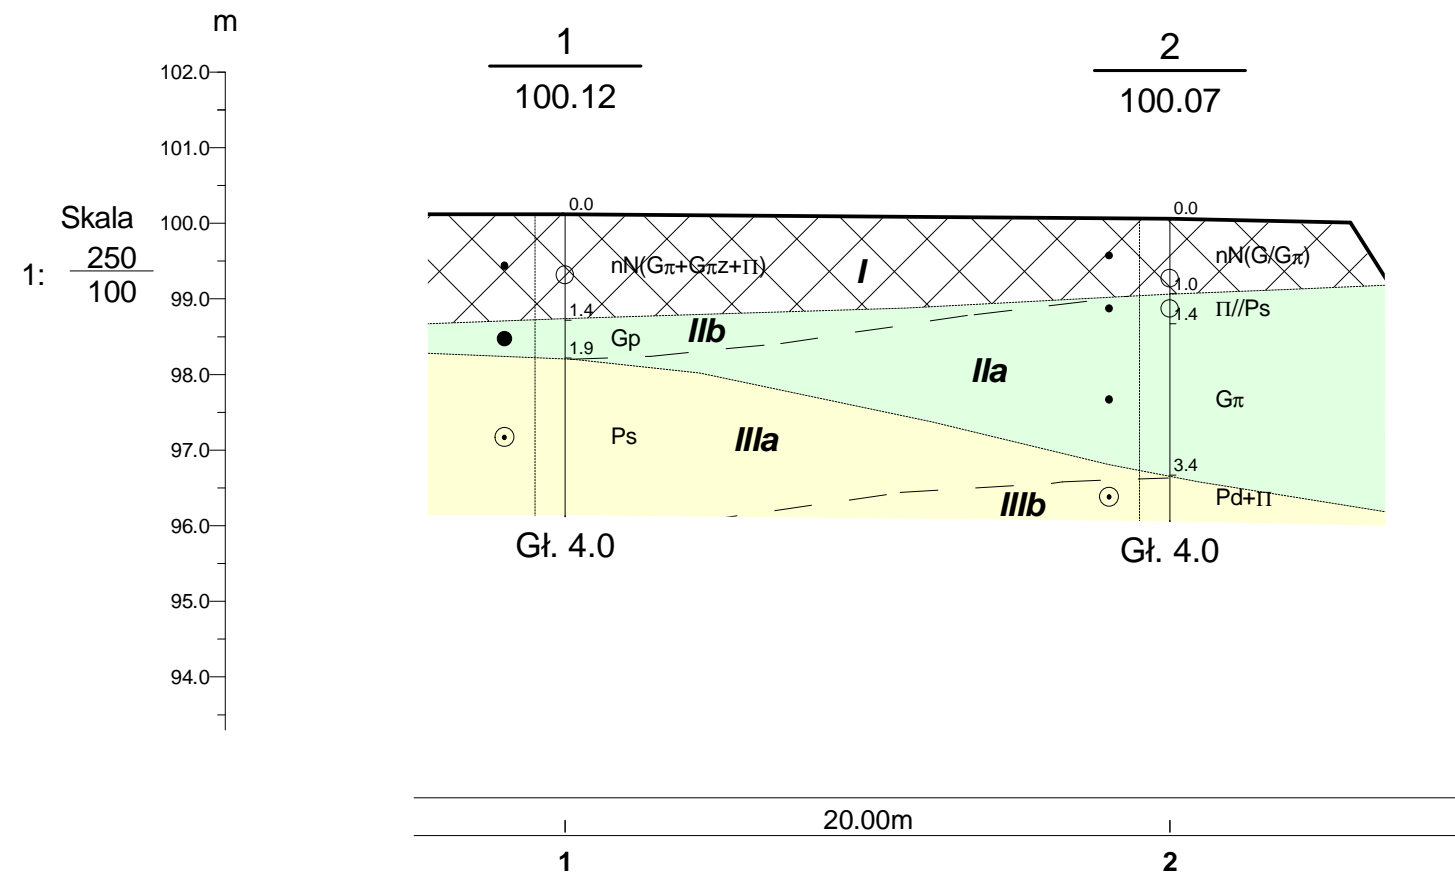 m
1
100.12
2
100.07
102.0
101.0
100.0
99.0
98.0
97.0
96.0
95.0
94.0
Skala
1: 250
100
0.0
nN(Gπ+Gπz+Π)
1.4
Gp
1.9
Ps
Gł. 4.0
I
IIb
IIa
IIIa
IIIb
0.0
nN(G/Gπ)
1.0
Π//Ps
1.4
Gπ
3.4
Pd+Π
Gł. 4.0
20.00m
1 2